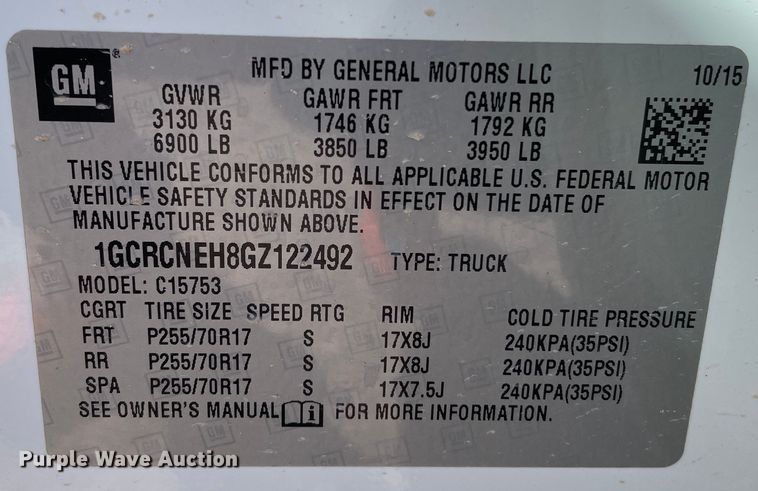 GM
MFD BY GENERAL MOTORS LLC 10/15
GVWR GAWR FRT GAWR RR
3130 KG 1746 KG 1792 KG
6900 LB 3850 LB 3950 LB
THIS VEHICLE CONFORMS TO ALL APPLICABLE U.S. FEDERAL MOTOR
VEHICLE SAFETY STANDARDS IN EFFECT ON THE DATE OF
MANUFACTURE SHOWN ABOVE.
1GCRCNEH8GZ122492 TYPE: TRUCK
MODEL: C15753
CGRT TIRE SIZE SPEED RTG RIM COLD TIRE PRESSURE
FRT P255/70R17 S 17X8J 240KPA(35PSI)
RR P255/70R17 S 17X8J 240KPA(35PSI)
SPA P255/70R17 S 17X7.5J 240KPA(35PSI)
SEE OWNER'S MANUAL i FOR MORE INFORMATION.
Purple Wave Auction